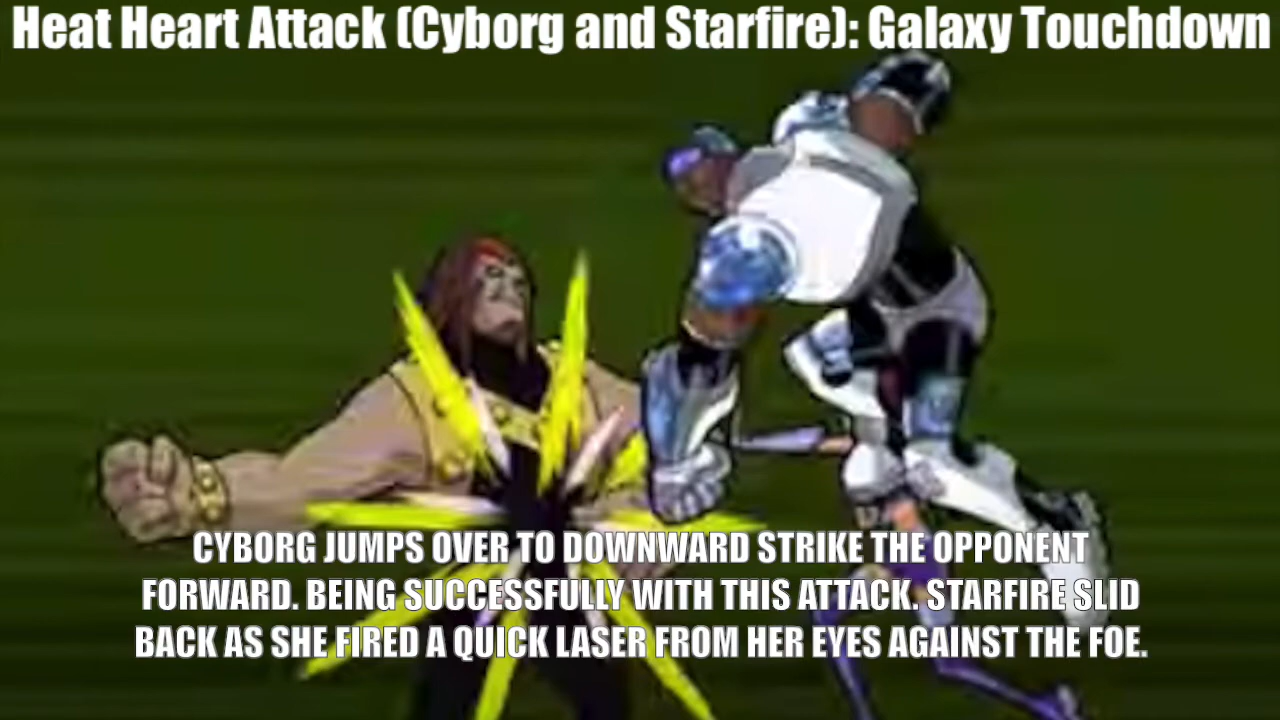 Heat Heart Attack (Cyborg and Starfire): Galaxy Touchdown
CYBORG JUMPS OVER TO DOWNWARD STRIKE THE OPPONENT
FORWARD. BEING SUCCESSFULLY WITH THIS ATTACK. STARFIRE SLID
BACK AS SHE FIRED A QUICK LASER FROM HER EYES AGAINST THE FOE.